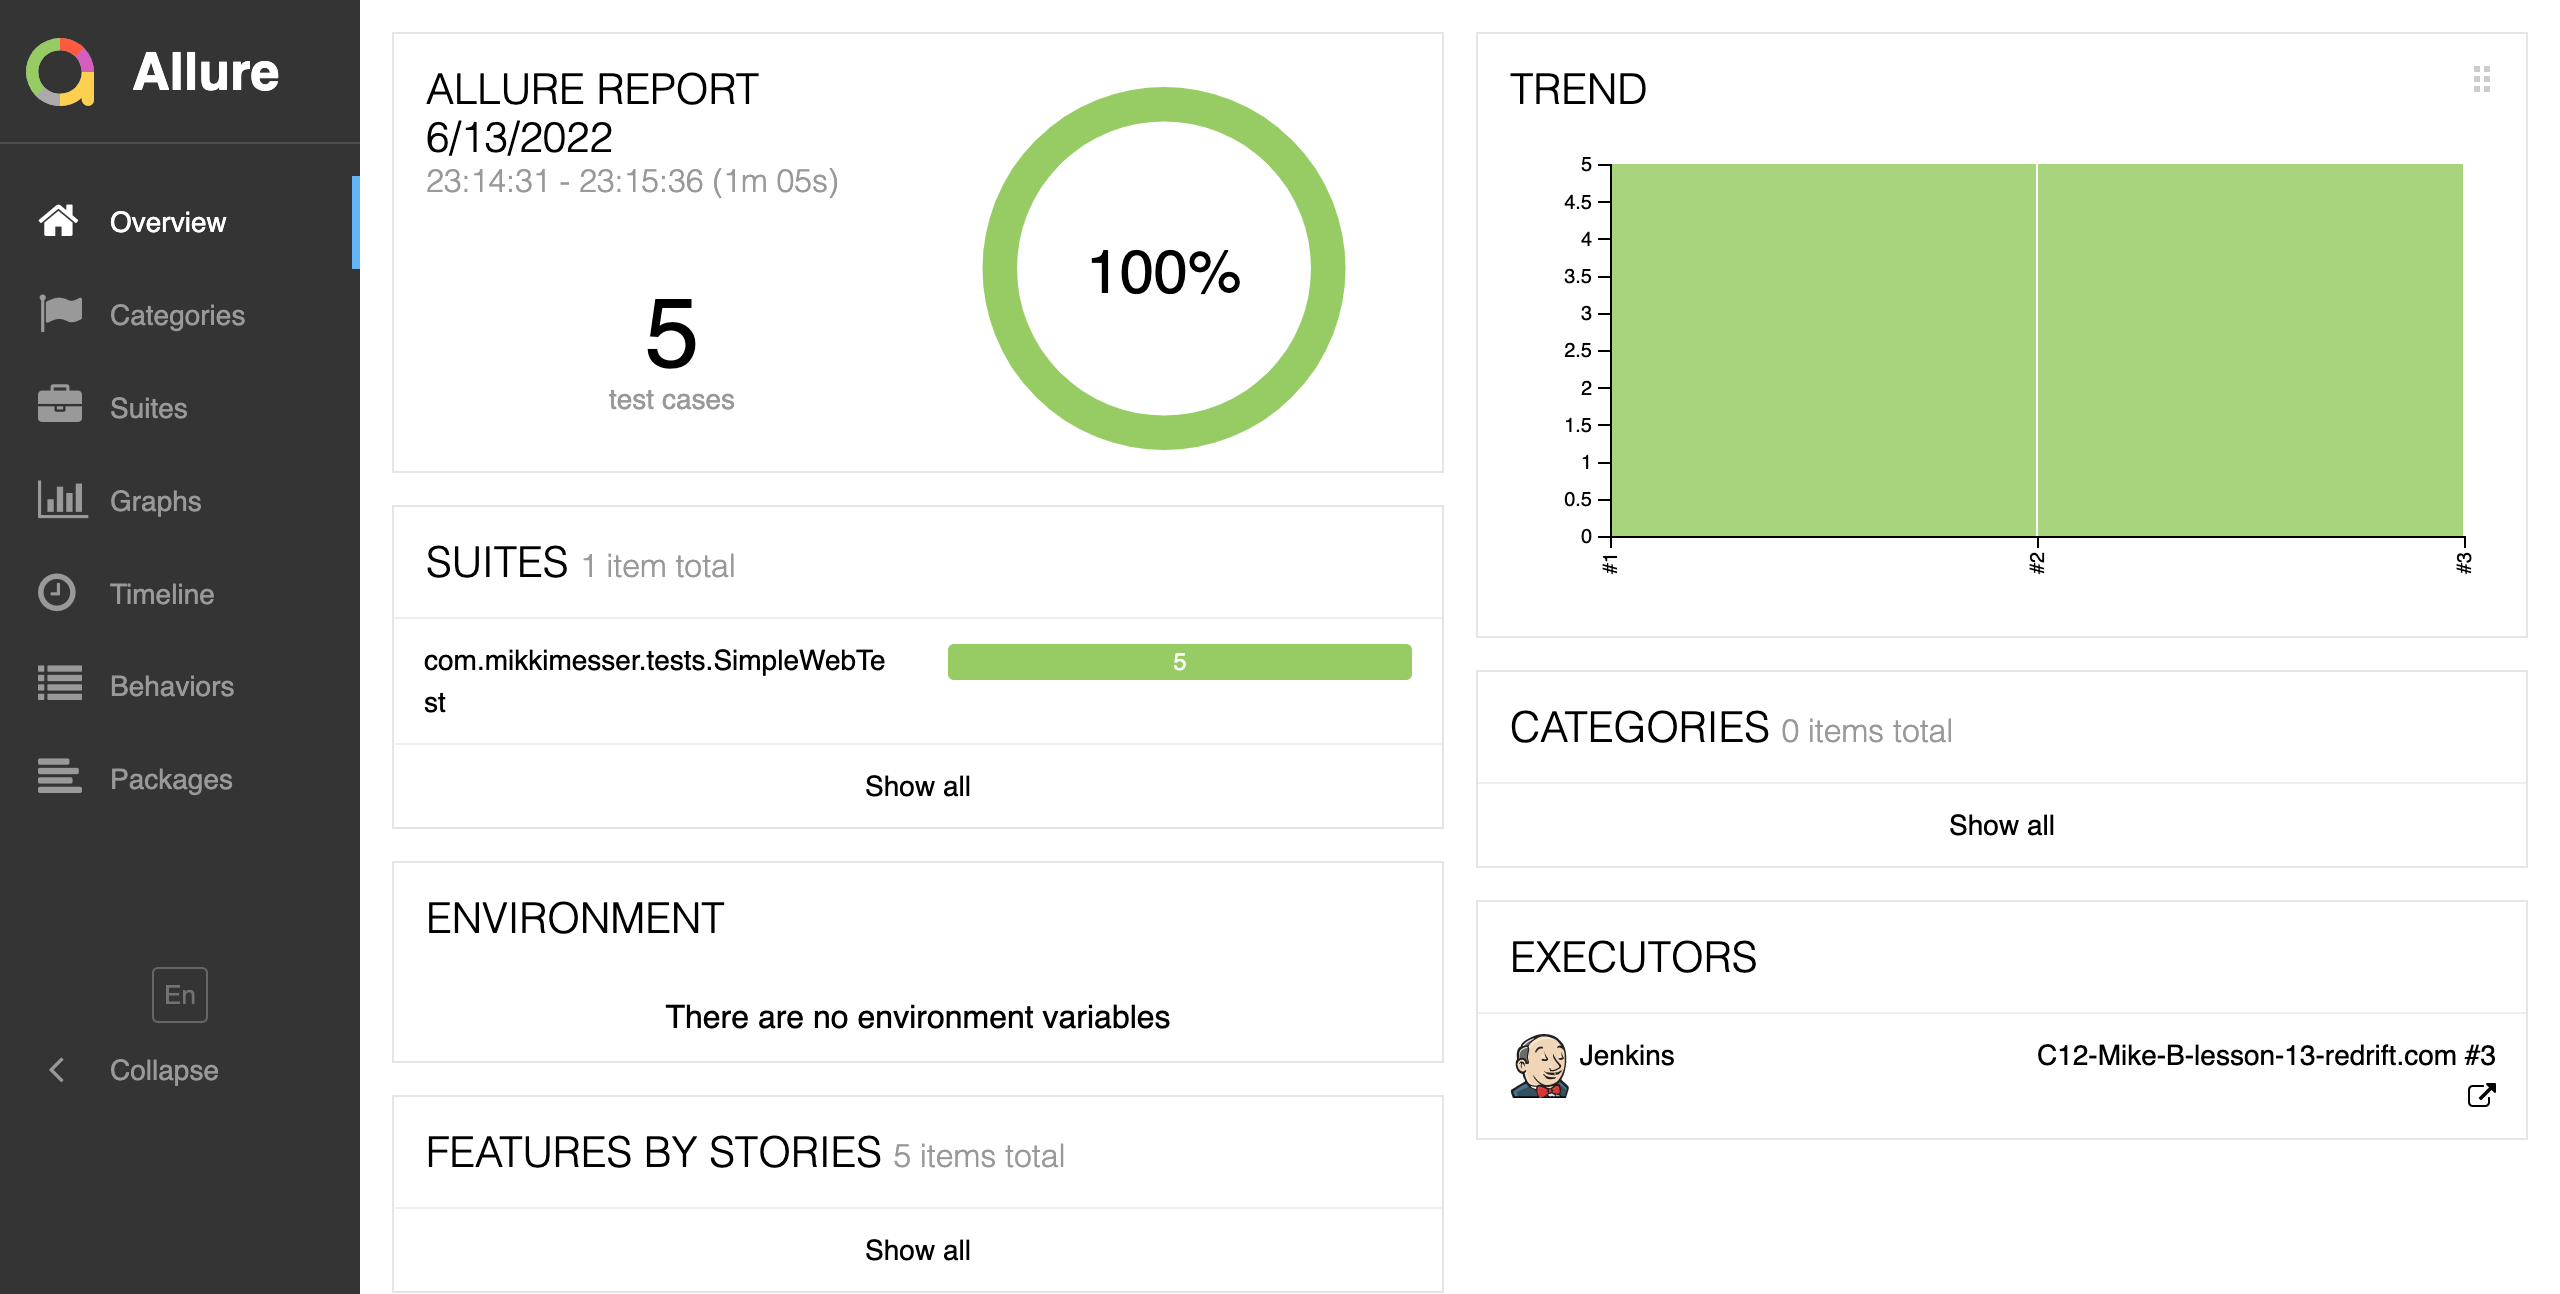 Allure
Overview
Categories
Suites
Graphs
Timeline
Behaviors
Packages
En
Collapse
ALLURE REPORT
6/13/2022
23:14:31 - 23:15:36 (1m 05s)
5
test cases
100%
SUITES 1 item total
com.mikkimesser.tests.SimpleWebTe
st
5
Show all
ENVIRONMENT
There are no environment variables
FEATURES BY STORIES 5 items total
Show all
TREND
5
4.5
4
3.5
3
2.5
2
1.5
1
0.5
0
#1
#2
#3
CATEGORIES 0 items total
Show all
EXECUTORS
Jenkins
C12-Mike-B-lesson-13-redrift.com #3